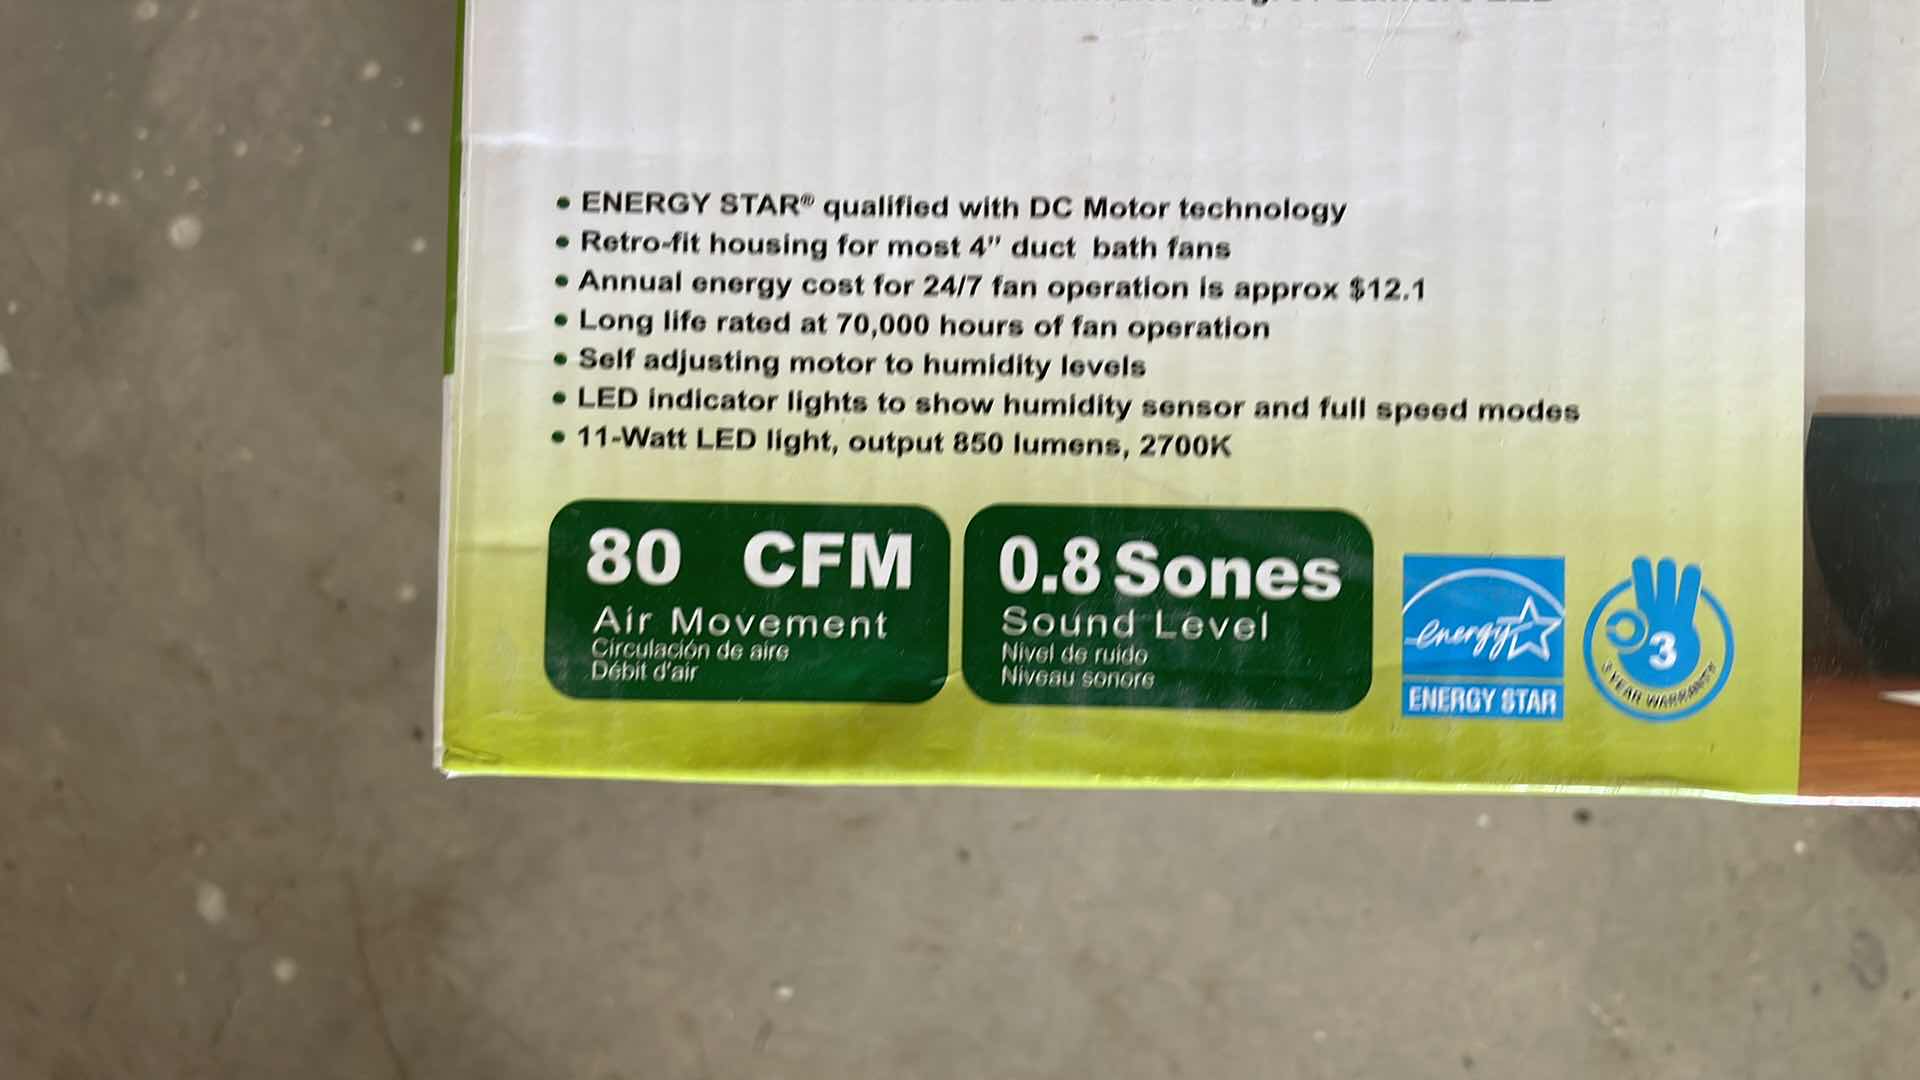 • ENERGY STAR® qualified with DC Motor technology
• Retro-fit housing for most 4" duct bath fans
• Annual energy cost for 24/7 fan operation is approx $12.1
• Long life rated at 70,000 hours of fan operation
• Self adjusting motor to humidity levels
• LED indicator lights to show humidity sensor and full speed modes
• 11-Watt LED light, output 850 lumens, 2700K
80 CFM
Air Movement
Circulación de aire
Débit d'air
0.8 Sones
Sound Level
Nivel de ruido
Niveau sonore
energy
ENERGY STAR
3
3 YEAR WARRANTY